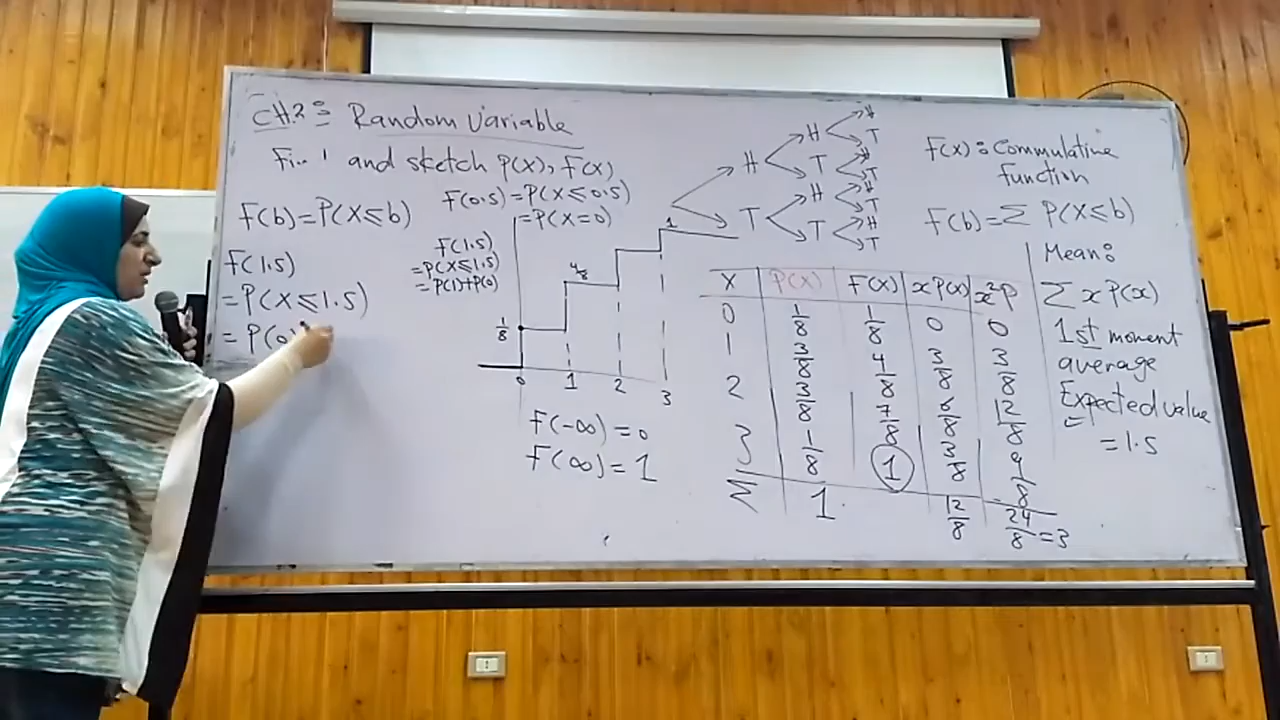 CH.2: Random Variable
and sketch P(X), F(X)
F(b)=P(X≤b)
F(1.5)
=P(X≤1.5)
=P(0)
F(0.5)=P(X≤0.5)
=P(X=0)
F(1.5)
=P(X≤1.5)
=P(1)+P(0)
1
4/8
1/8
0 1 2 3
F(-∞)=0
F(∞)=1
H
T
H
T
H
T
H
T
H
T
H
T
H
T
F(X): Commulative
function
F(b)=Σ P(X≤b)
X P(X) F(X) xP(X) x²P
0 1/8 1/8 0 0
1 3/8 4/8 3/8 3/8
2 3/8 7/8 6/8 12/8
3 1/8 1 3/8 9/8
Σ 1 12/8 24/8=3
Mean:
Σ x P(x)
1st moment
average
Expected value
=1.5